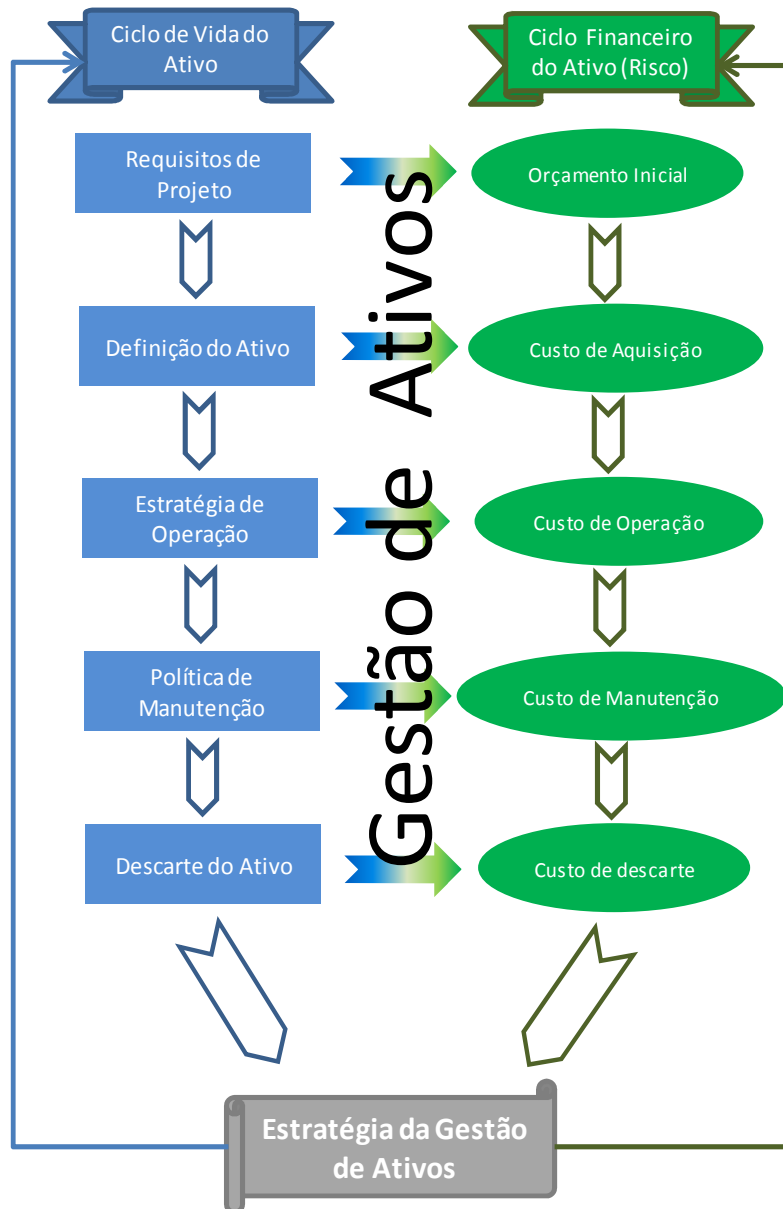 Ciclo de Vida do
Ativo
Ciclo Financeiro
do Ativo (Risco)
Requisitos de
Projeto
Orçamento Inicial
Definição do Ativo
Custo de Aquisição
Estratégia de
Operação
Custo de Operação
Política de
Manutenção
Custo de Manutenção
Descarte do Ativo
Custo de descarte
Gestão de Ativos
Estratégia da Gestão
de Ativos